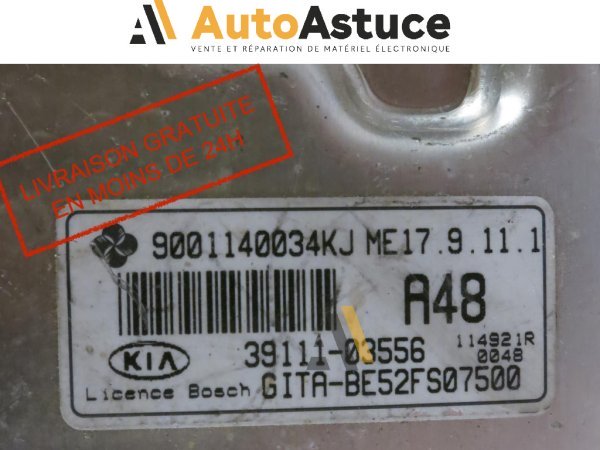 AutoAstuce
VENTE ET RÉPARATION DE MATÉRIEL ÉLECTRONIQUE
LIVRAISON GRATUITE
EN MOINS DE 24H
9001140034KJ ME17.9.11.1
A48
KIA
39111-03556
114921R
0048
Licence Bosch GITA-BE52FS07500